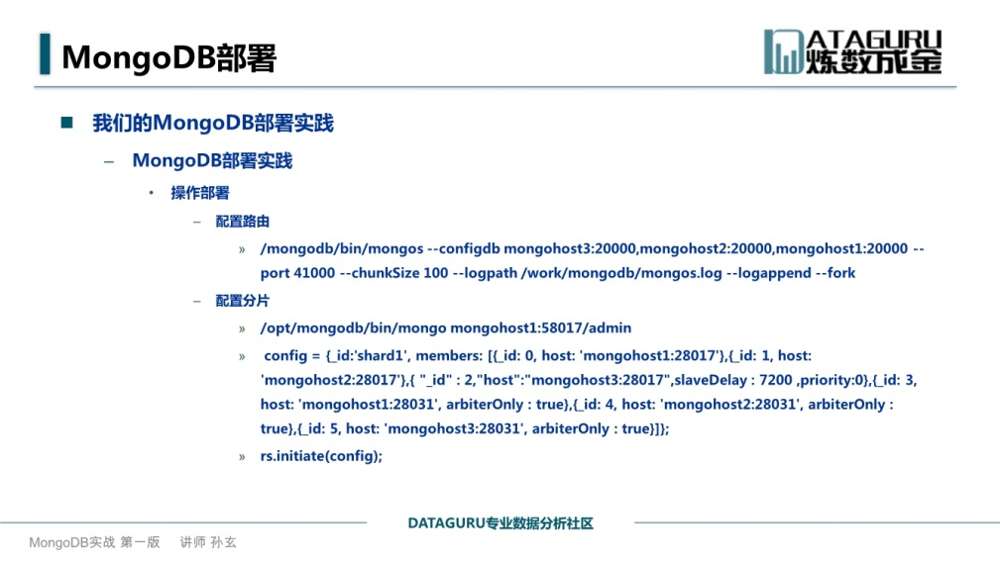 MongoDB部署
DATAGURU
炼数成金
■ 我们的MongoDB部署实践
– MongoDB部署实践
• 操作部署
– 配置路由
» /mongodb/bin/mongos --configdb mongohost3:20000,mongohost2:20000,mongohost1:20000 --
port 41000 --chunkSize 100 --logpath /work/mongodb/mongos.log --logappend --fork
– 配置分片
» /opt/mongodb/bin/mongo mongohost1:58017/admin
» config = {_id:'shard1', members: [{_id: 0, host: 'mongohost1:28017'},{_id: 1, host:
'mongohost2:28017'},{ "_id" : 2,"host":"mongohost3:28017",slaveDelay : 7200 ,priority:0},{_id: 3,
host: 'mongohost1:28031', arbiterOnly : true},{_id: 4, host: 'mongohost2:28031', arbiterOnly :
true},{_id: 5, host: 'mongohost3:28031', arbiterOnly : true}]};
» rs.initiate(config);
DATAGURU专业数据分析社区
MongoDB实战 第一版 讲师 孙玄